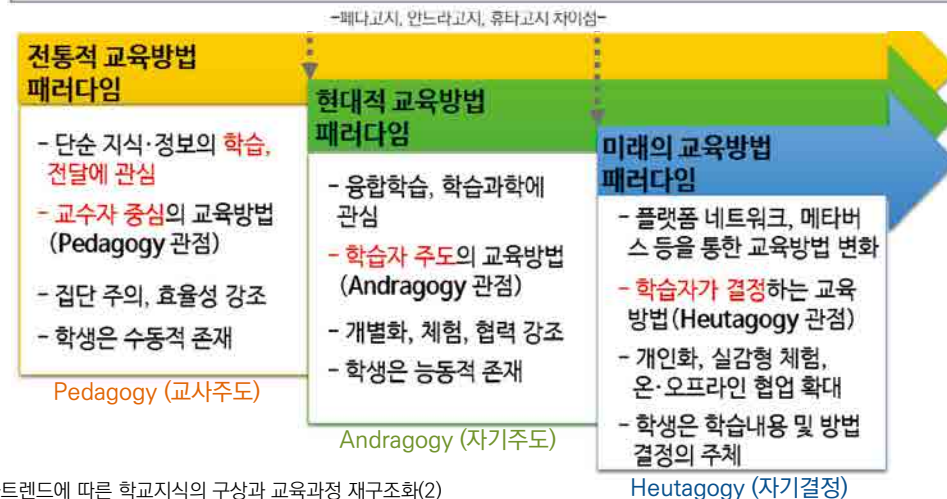 -페다고지, 안드라고지, 휴타고지 차이점-
전통적 교육방법
패러다임
- 단순 지식·정보의 학습,
전달에 관심
- 교수자 중심의 교육방법
(Pedagogy 관점)
- 집단 주의, 효율성 강조
- 학생은 수동적 존재
Pedagogy (교사주도)
현대적 교육방법
패러다임
- 융합학습, 학습과학에
관심
- 학습자 주도의 교육방법
(Andragogy 관점)
- 개별화, 체험, 협력 강조
- 학생은 능동적 존재
Andragogy (자기주도)
미래의 교육방법
패러다임
- 플랫폼 네트워크, 메타버
스 등을 통한 교육방법 변화
- 학습자가 결정하는 교육
방법(Heutagogy 관점)
- 개인화, 실감형 체험,
온·오프라인 협업 확대
- 학생은 학습내용 및 방법
결정의 주체
Heutagogy (자기결정)
트렌드에 따른 학교지식의 구상과 교육과정 재구조화(2)